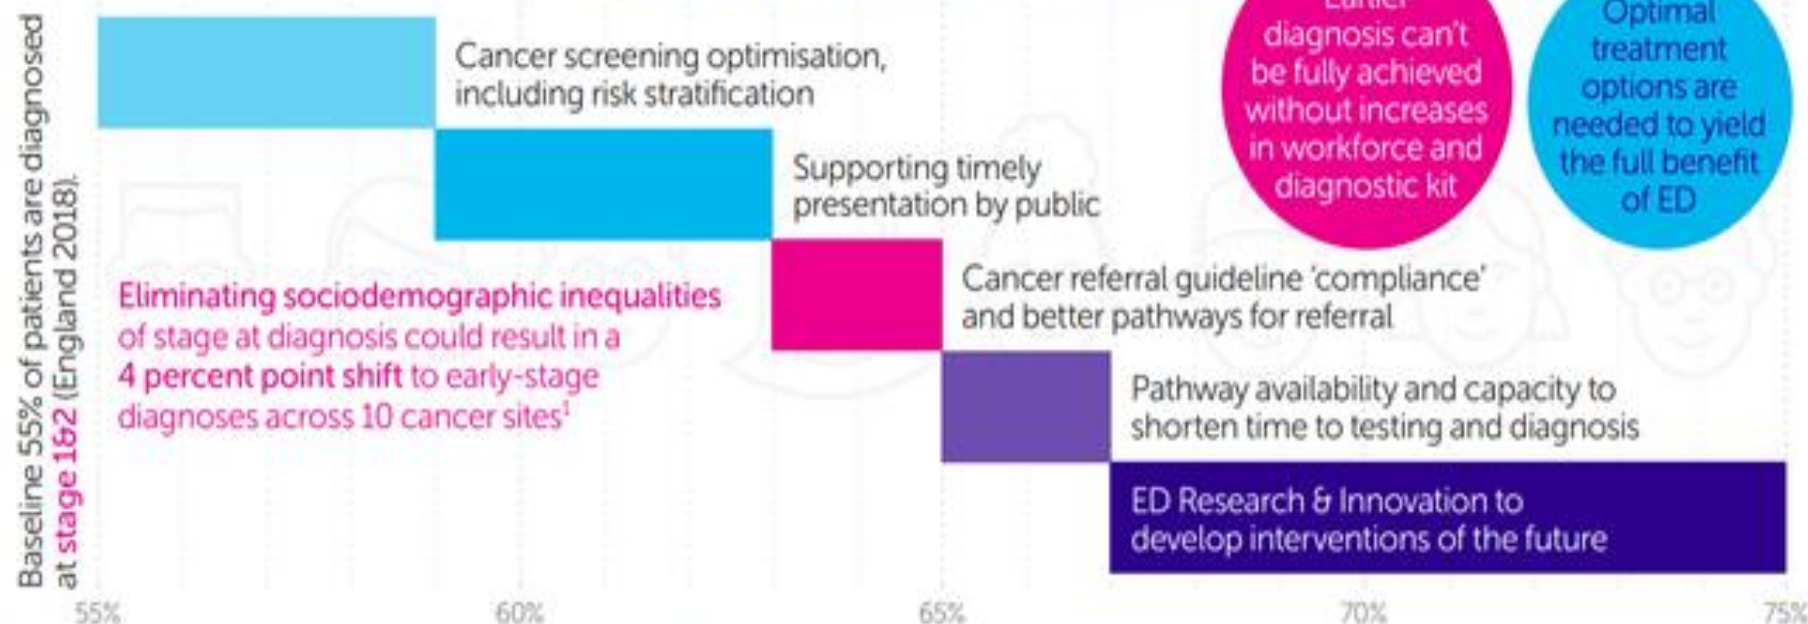 Baseline 55% of patients are diagnosed
at stage 1&2 (England 2018).
Cancer screening optimisation,
including risk stratification
Supporting timely
presentation by public
Cancer referral guideline 'compliance'
and better pathways for referral
Pathway availability and capacity to
shorten time to testing and diagnosis
ED Research & Innovation to
develop interventions of the future
Eliminating sociodemographic inequalities
of stage at diagnosis could result in a
4 percent point shift to early-stage
diagnoses across 10 cancer sites¹
Earlier
diagnosis can't
be fully achieved
without increases
in workforce and
diagnostic kit
Optimal
treatment
options are
needed to yield
the full benefit
of ED
55%
60%
65%
70%
75%